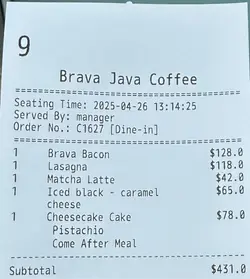 9
Brava Java Coffee
Seating Time: 2025-04-26 13:14:25
Served By: manager
Order No.: C1627 [Dine-in]
1 Brava Bacon $128.0
1 Lasagna $118.0
1 Matcha Latte $42.0
1 Iced black - caramel $65.0
cheese
1 Cheesecake Cake $78.0
Pistachio
Come After Meal
Subtotal $431.0